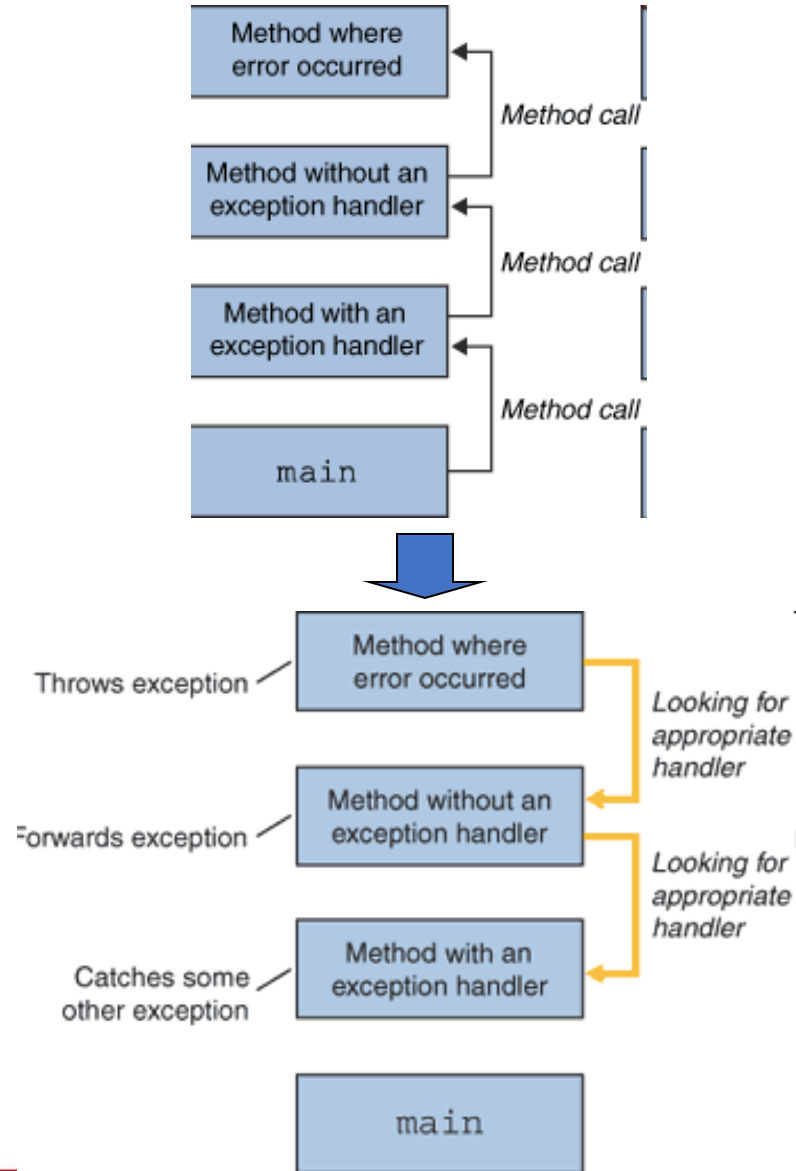 Method where
error occurred
Method call
Method without an
exception handler
Method call
Method with an
exception handler
Method call
main
Method where
error occurred
Throws exception
Looking for
appropriate
handler
Method without an
exception handler
Forwards exception
Looking for
appropriate
handler
Method with an
exception handler
Catches some
other exception
main